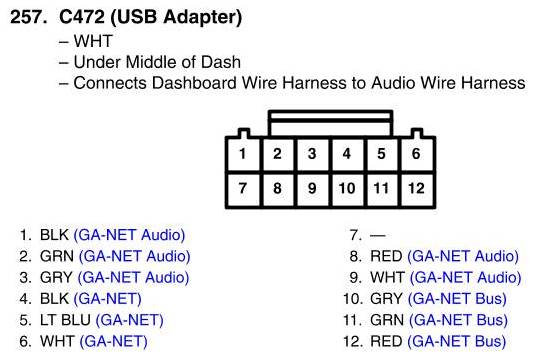 257. C472 (USB Adapter)
– WHT
– Under Middle of Dash
– Connects Dashboard Wire Harness to Audio Wire Harness
1 2 3 4 5 6
7 8 9 10 11 12
1. BLK (GA-NET Audio)
2. GRN (GA-NET Audio)
3. GRY (GA-NET Audio)
4. BLK (GA-NET)
5. LT BLU (GA-NET)
6. WHT (GA-NET)
7. —
8. RED (GA-NET Audio)
9. WHT (GA-NET Audio)
10. GRY (GA-NET Bus)
11. GRN (GA-NET Bus)
12. RED (GA-NET Bus)